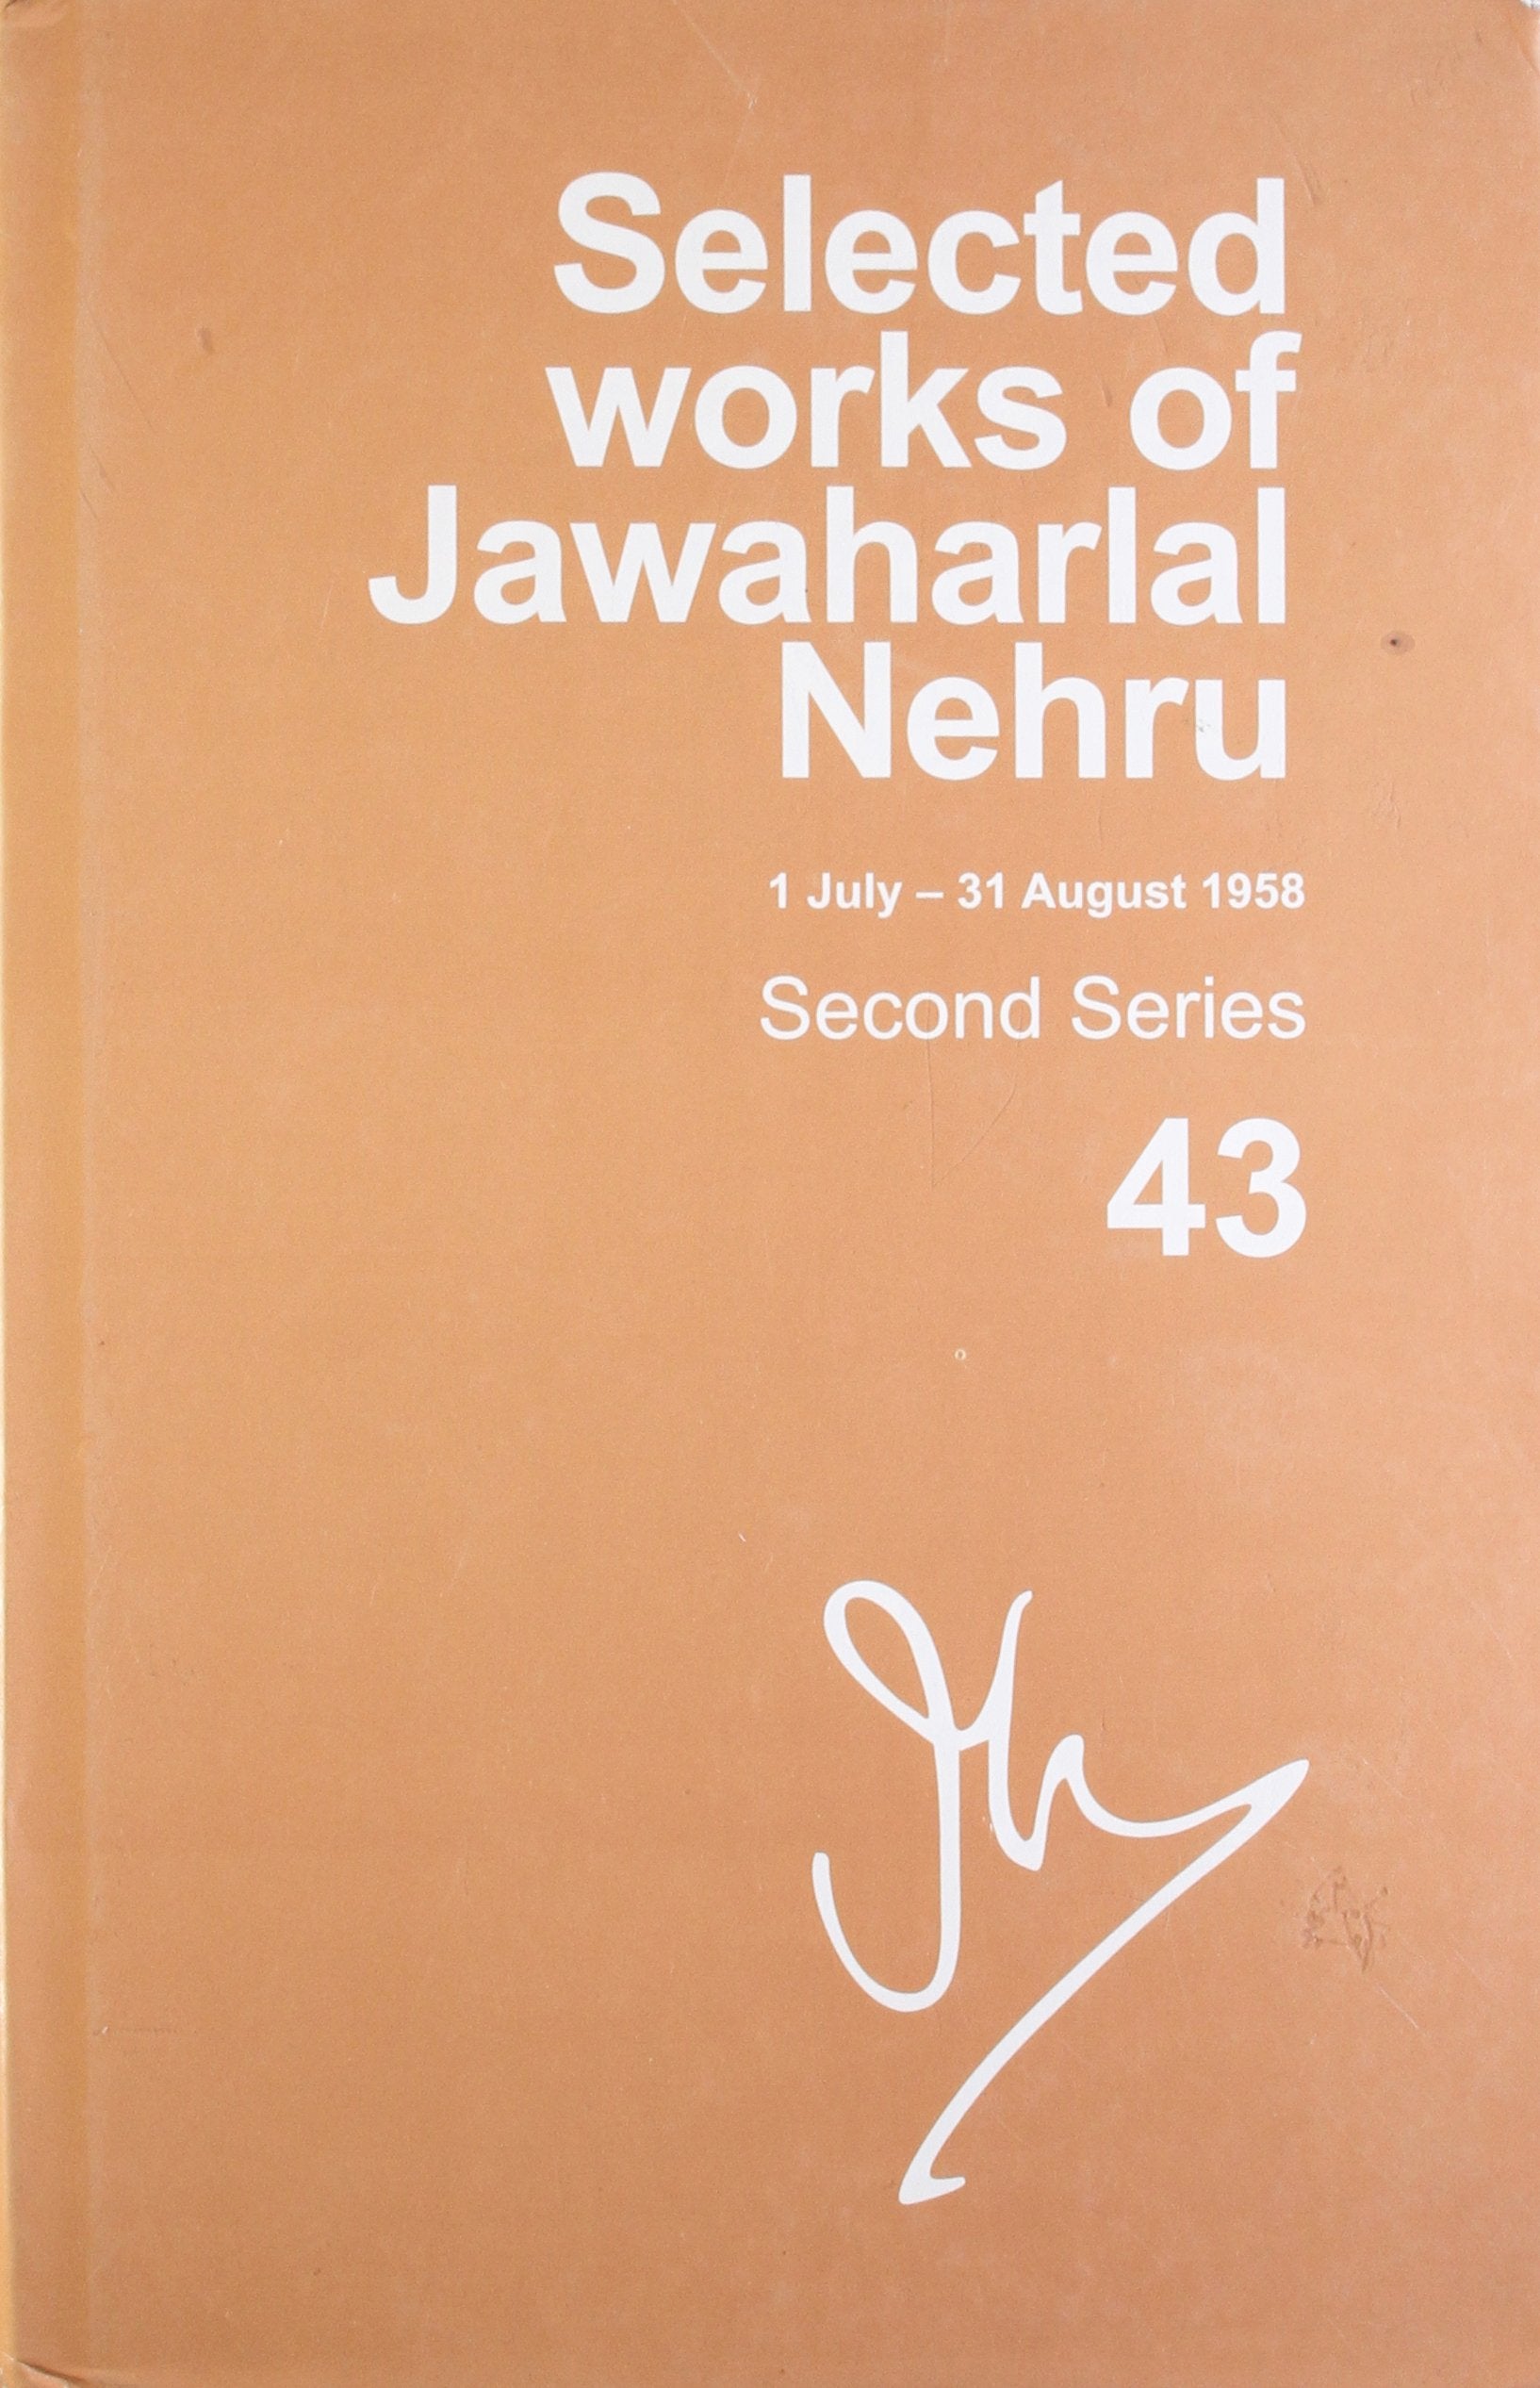 Selected
works of
Jawaharlal
Nehru
1 July – 31 August 1958
Second Series
43